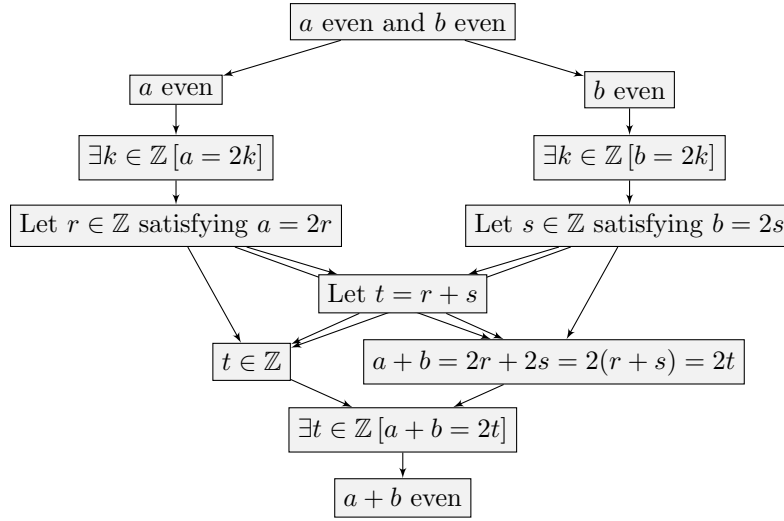 a even and b even
a even
b even
∃k ∈ ℤ [a = 2k]
∃k ∈ ℤ [b = 2k]
Let r ∈ ℤ satisfying a = 2r
Let s ∈ ℤ satisfying b = 2s
Let t = r + s
t ∈ ℤ
a + b = 2r + 2s = 2(r + s) = 2t
∃t ∈ ℤ [a + b = 2t]
a + b even